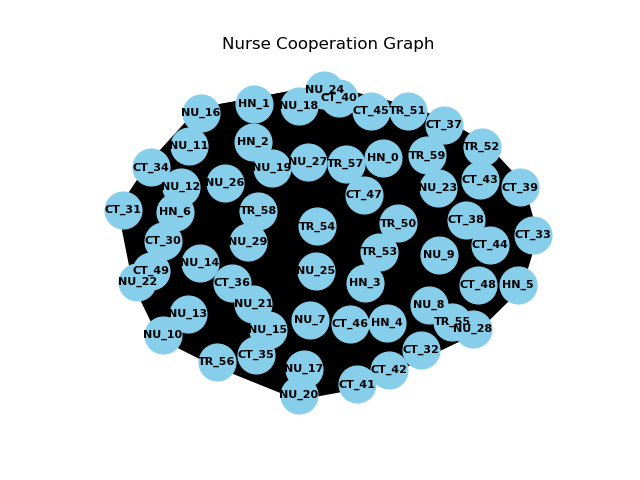 Nurse Cooperation Graph
NU_24
CT_40
HN_1
NU_18
NU_16
CT_45
TR_51
CT_37
NU_11
HN_2
TR_52
TR_59
HN_0
NU_27
TR_57
NU_19
CT_34
NU_12
NU_26
CT_43
NU_23
CT_39
CT_47
CT_31
HN_6
TR_58
CT_38
TR_50
TR_54
CT_33
CT_30
NU_29
CT_44
TR_53
NU_9
NU_14
CT_49
NU_25
NU_22
CT_36
HN_3
CT_48
HN_5
NU_21
NU_8
NU_13
NU_7
CT_46
HN_4
TR_55
NU_28
NU_15
NU_10
CT_32
CT_35
TR_56
NU_17
CT_42
CT_41
NU_20